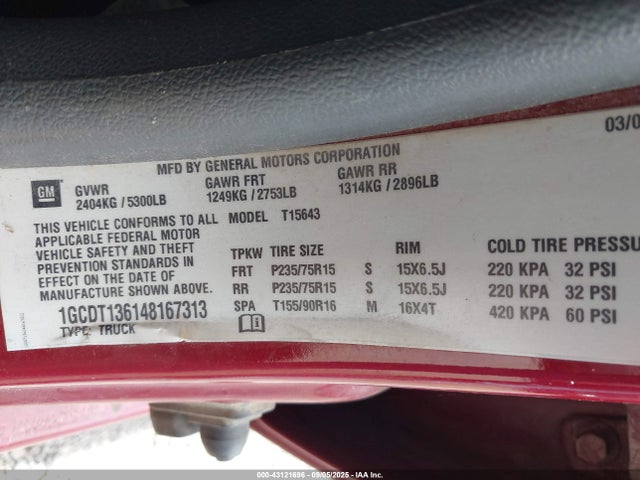 03/0
MFD BY GENERAL MOTORS CORPORATION
GM
GVWR GAWR FRT GAWR RR
2404KG / 5300LB 1249KG / 2753LB 1314KG / 2896LB
THIS VEHICLE CONFORMS TO ALL MODEL T15643
APPLICABLE FEDERAL MOTOR
VEHICLE SAFETY AND THEFT
PREVENTION STANDARDS IN
EFFECT ON THE DATE OF
MANUFACTURE SHOWN ABOVE.
1GCDT136148167313
TYPE: TRUCK
TPKW TIRE SIZE RIM COLD TIRE PRESSU
FRT P235/75R15 S 15X6.5J 220 KPA 32 PSI
RR P235/75R15 S 15X6.5J 220 KPA 32 PSI
SPA T155/90R16 M 16X4T 420 KPA 60 PSI
000-43121696 - 09/05/2025 - IAA Inc.